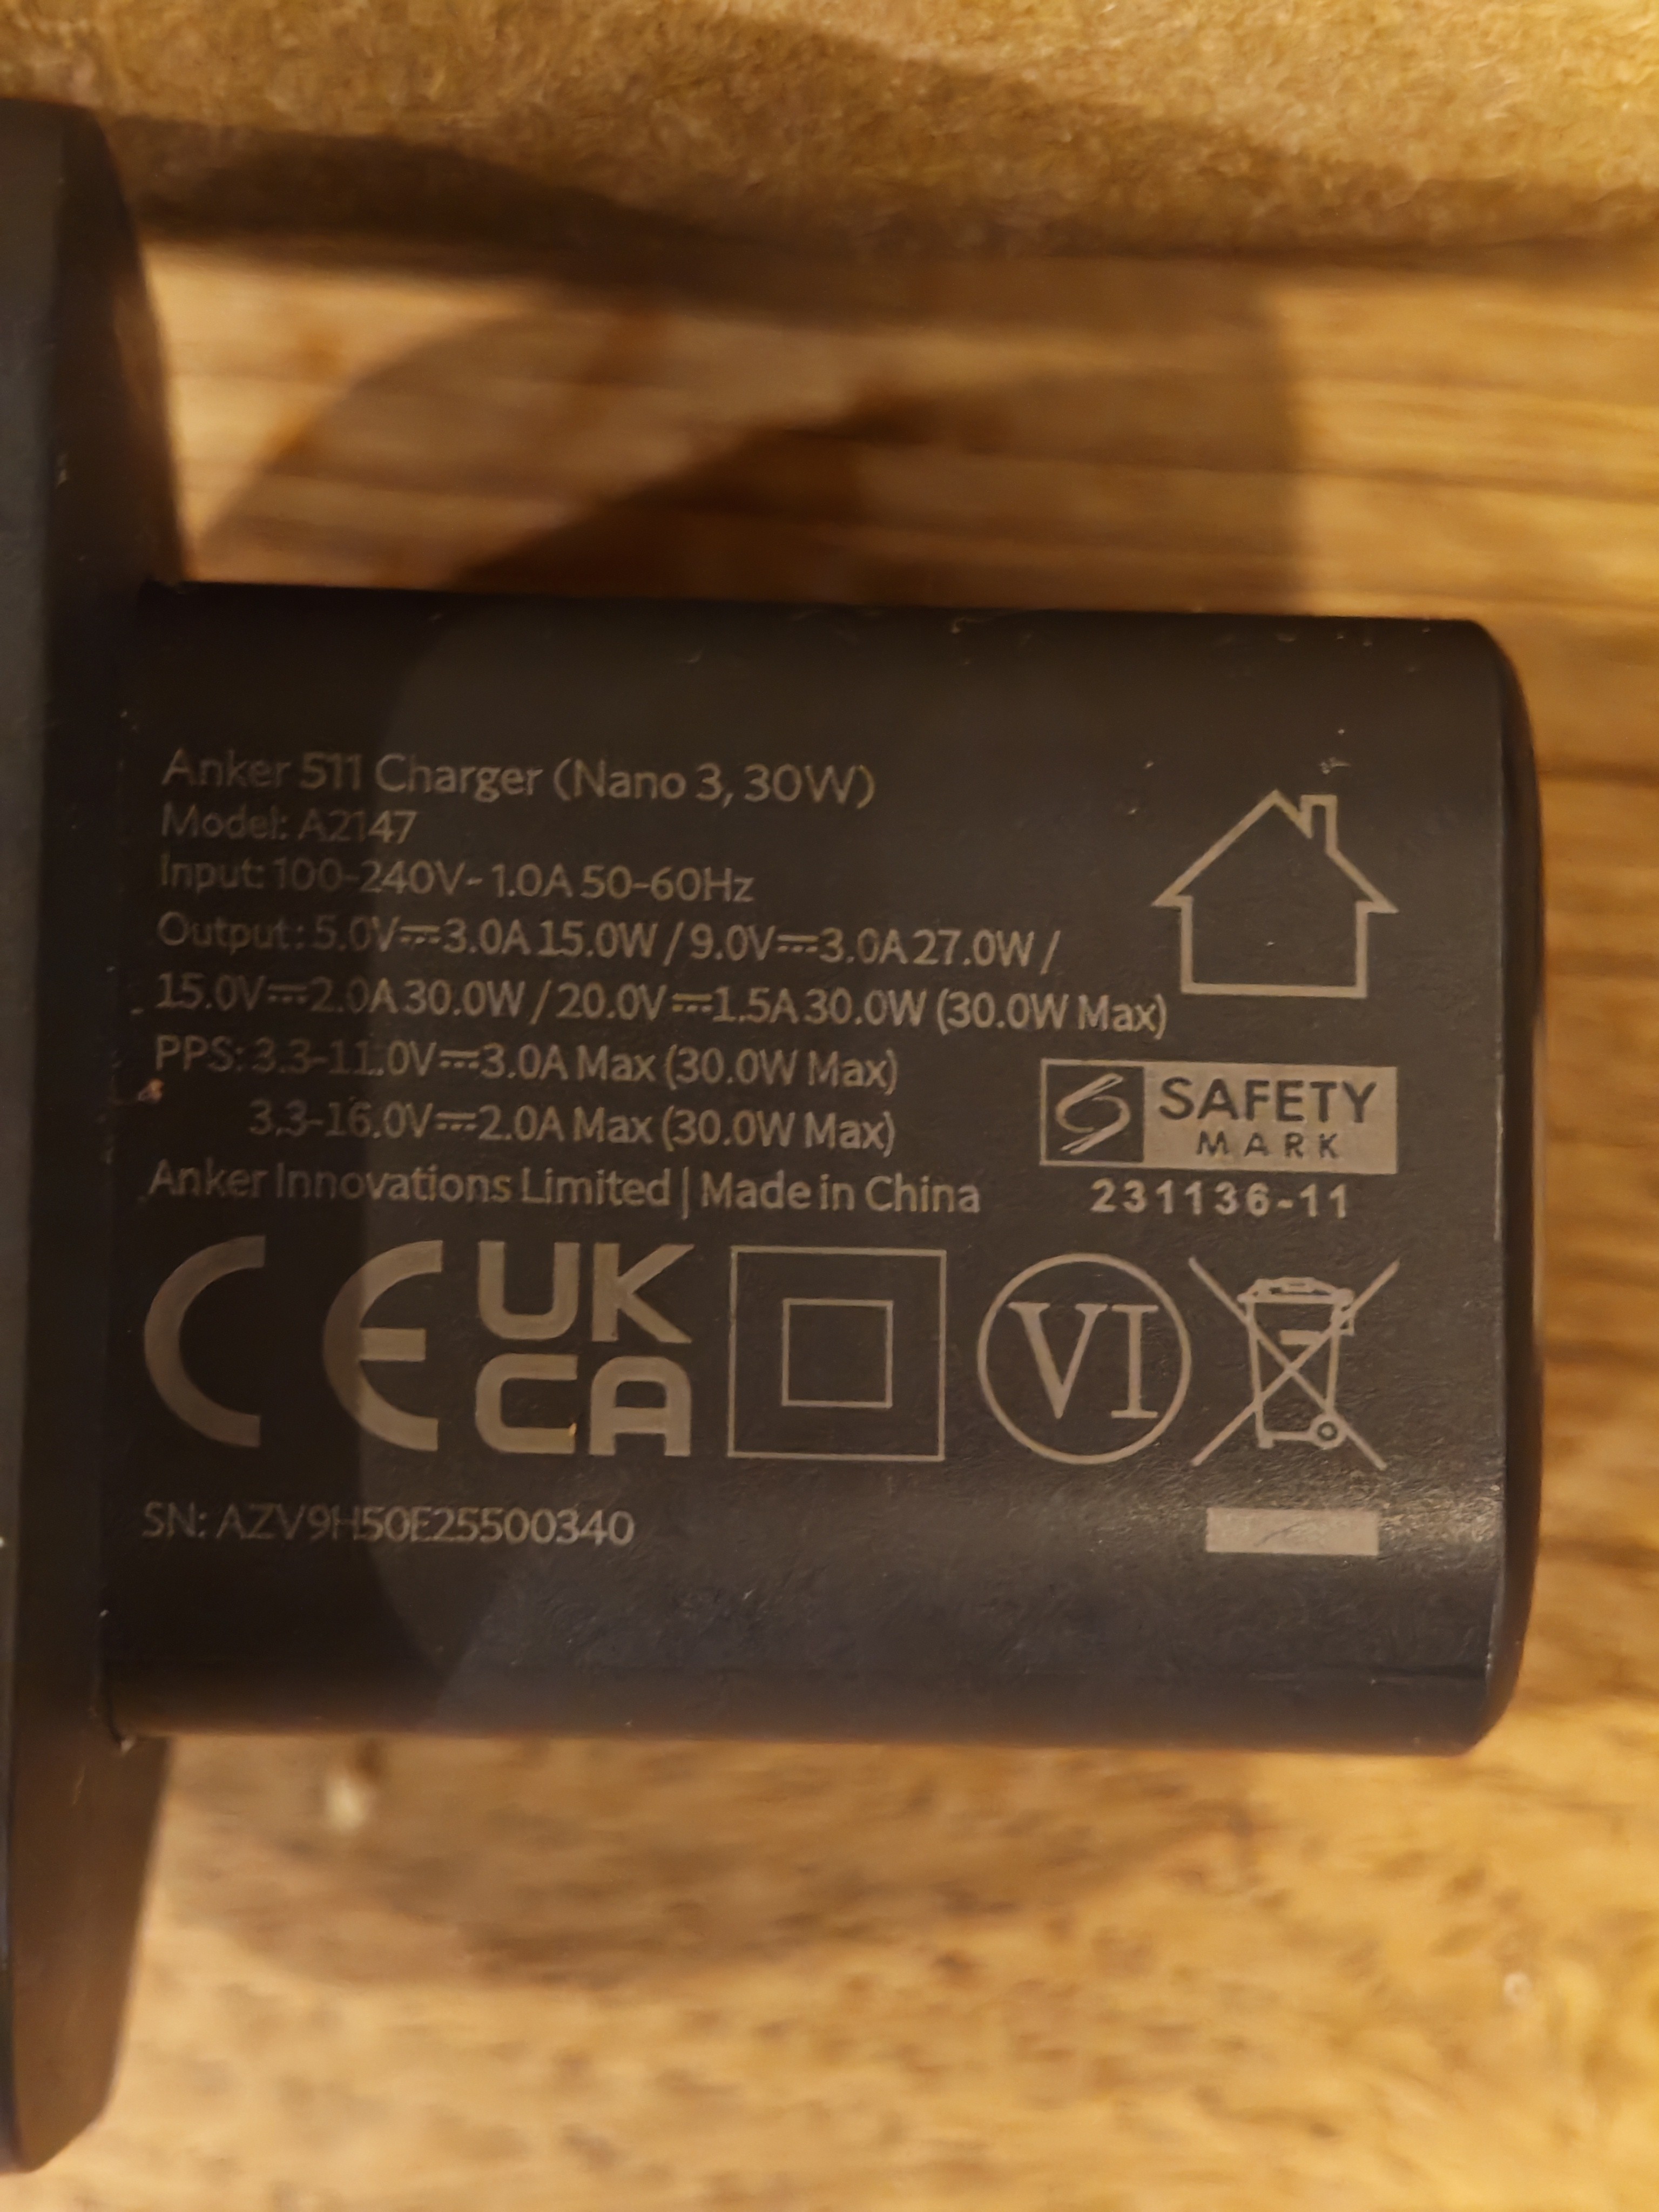 Anker 511 Charger (Nano 3, 30W)
Model: A2147
Input: 100-240V~1.0A 50-60Hz
Output: 5.0V⎓3.0A 15.0W / 9.0V⎓3.0A 27.0W /
15.0V⎓2.0A 30.0W / 20.0V⎓1.5A 30.0W (30.0W Max)
PPS: 3.3-11.0V⎓3.0A Max (30.0W Max)
3.3-16.0V⎓2.0A Max (30.0W Max)
Anker Innovations Limited | Made in China
SAFETY
MARK
231136-11
CE
UK
CA
VI
SN: AZV9H50E25500340